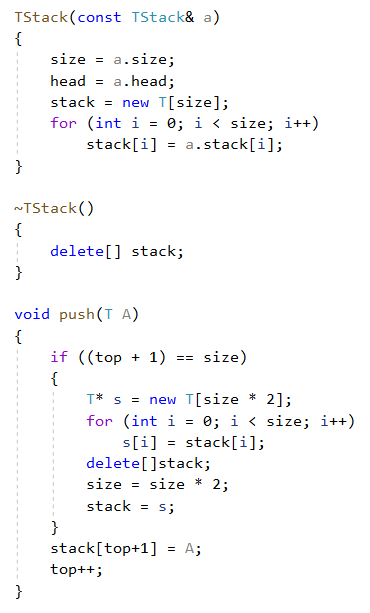 TStack(const TStack& a)
{
    size = a.size;
    head = a.head;
    stack = new T[size];
    for (int i = 0; i < size; i++)
        stack[i] = a.stack[i];
}

~TStack()
{
    delete[] stack;
}

void push(T A)
{
    if ((top + 1) == size)
    {
        T* s = new T[size * 2];
        for (int i = 0; i < size; i++)
            s[i] = stack[i];
        delete[]stack;
        size = size * 2;
        stack = s;
    }
    stack[top+1] = A;
    top++;
}